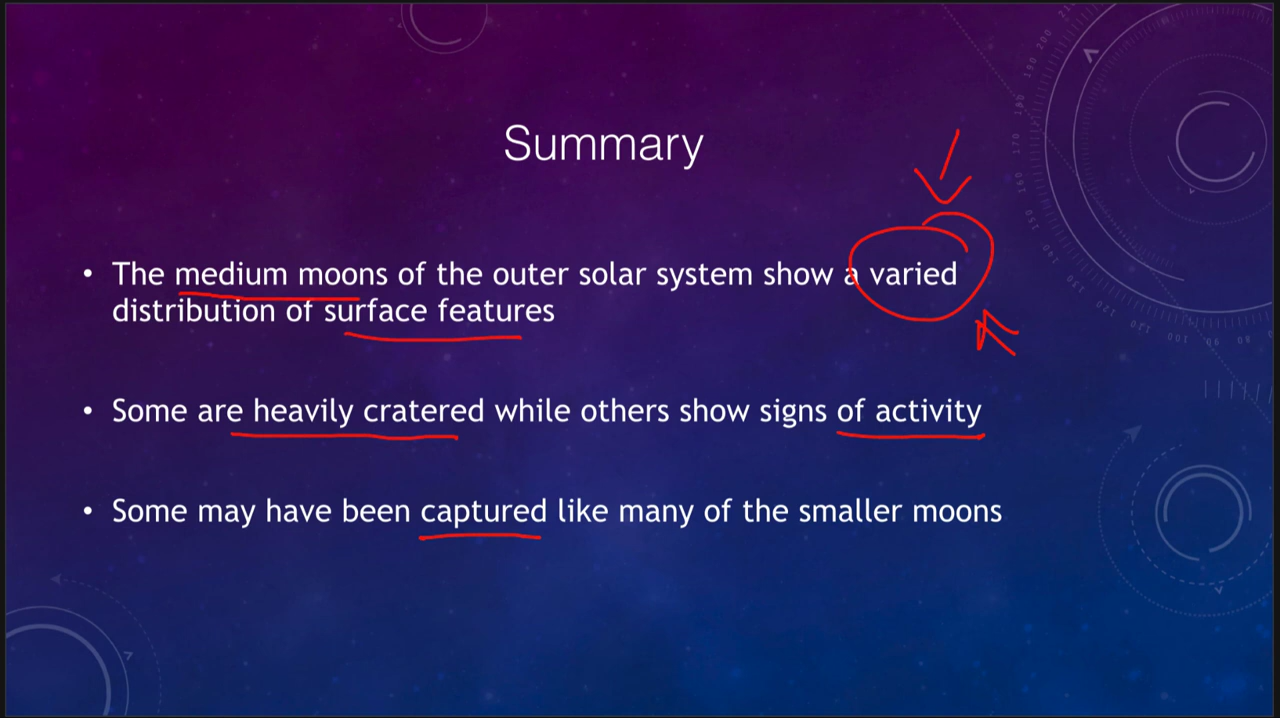 Summary
• The medium moons of the outer solar system show a varied
distribution of surface features
• Some are heavily cratered while others show signs of activity
• Some may have been captured like many of the smaller moons